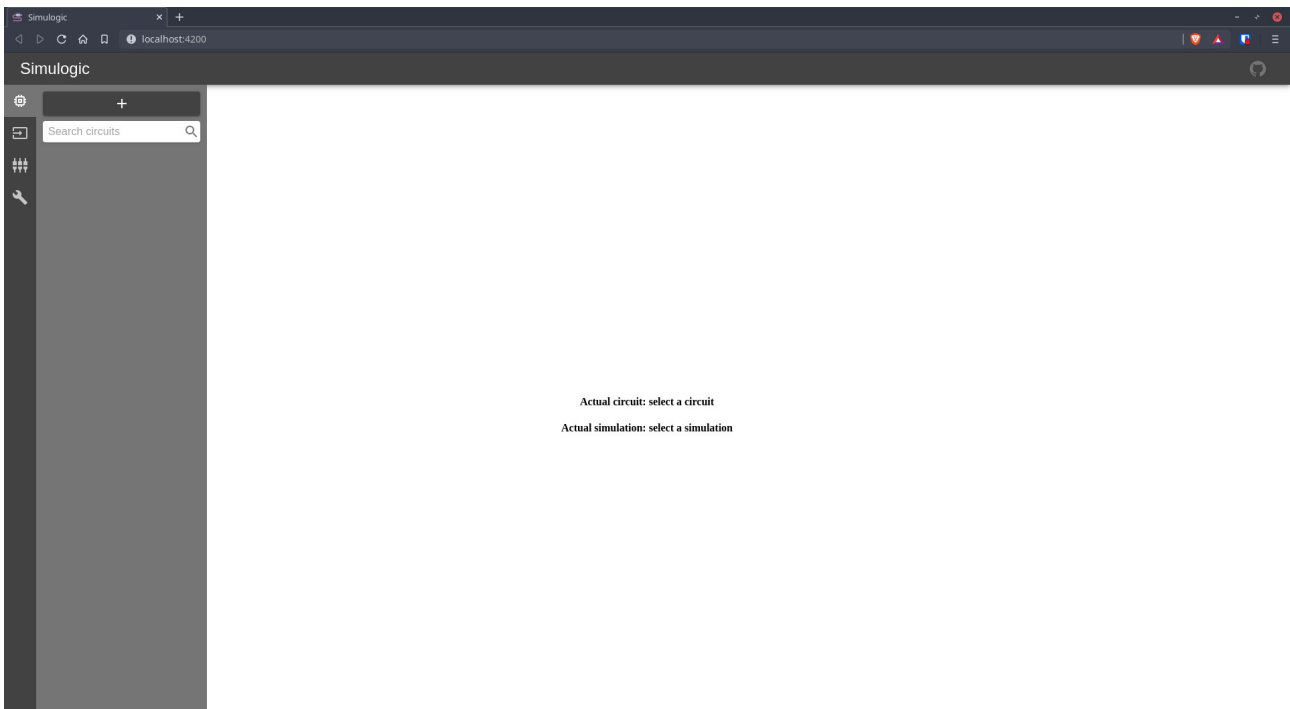 Simulogic
localhost:4200
Simulogic
Search circuits
Actual circuit: select a circuit
Actual simulation: select a simulation